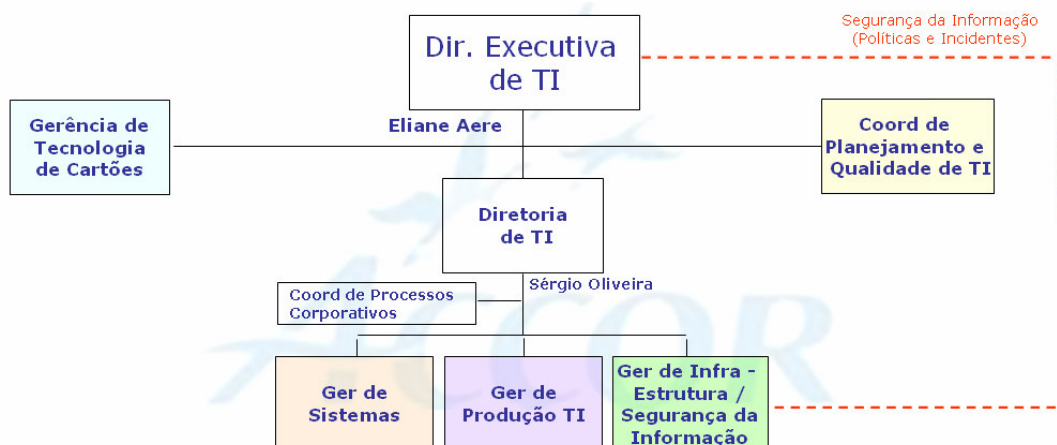 Segurança da Informação
(Políticas e Incidentes)
Dir. Executiva
de TI
Eliane Aere
Gerência de
Tecnologia
de Cartões
Coord de
Planejamento e
Qualidade de TI
Diretoria
de TI
Sérgio Oliveira
Coord de Processos
Corporativos
Ger de
Sistemas
Ger de
Produção TI
Ger de Infra -
Estrutura /
Segurança da
Informação
ACCOR